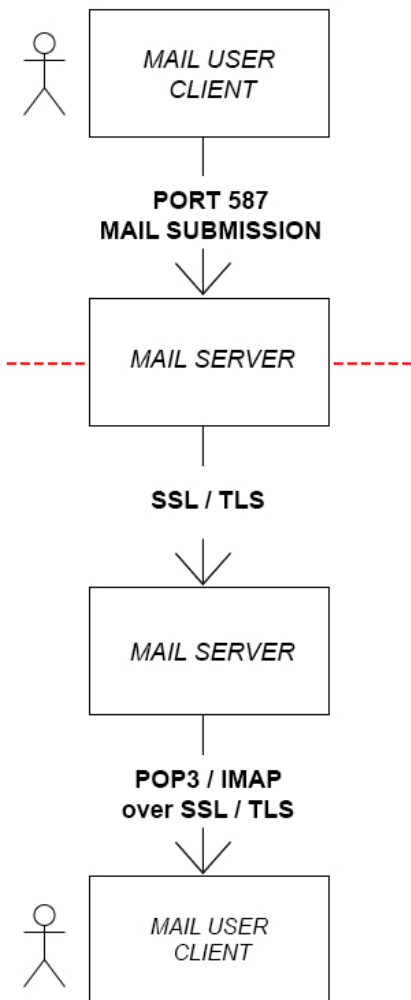 MAIL USER
CLIENT
PORT 587
MAIL SUBMISSION
MAIL SERVER
SSL / TLS
MAIL SERVER
POP3 / IMAP
over SSL / TLS
MAIL USER
CLIENT